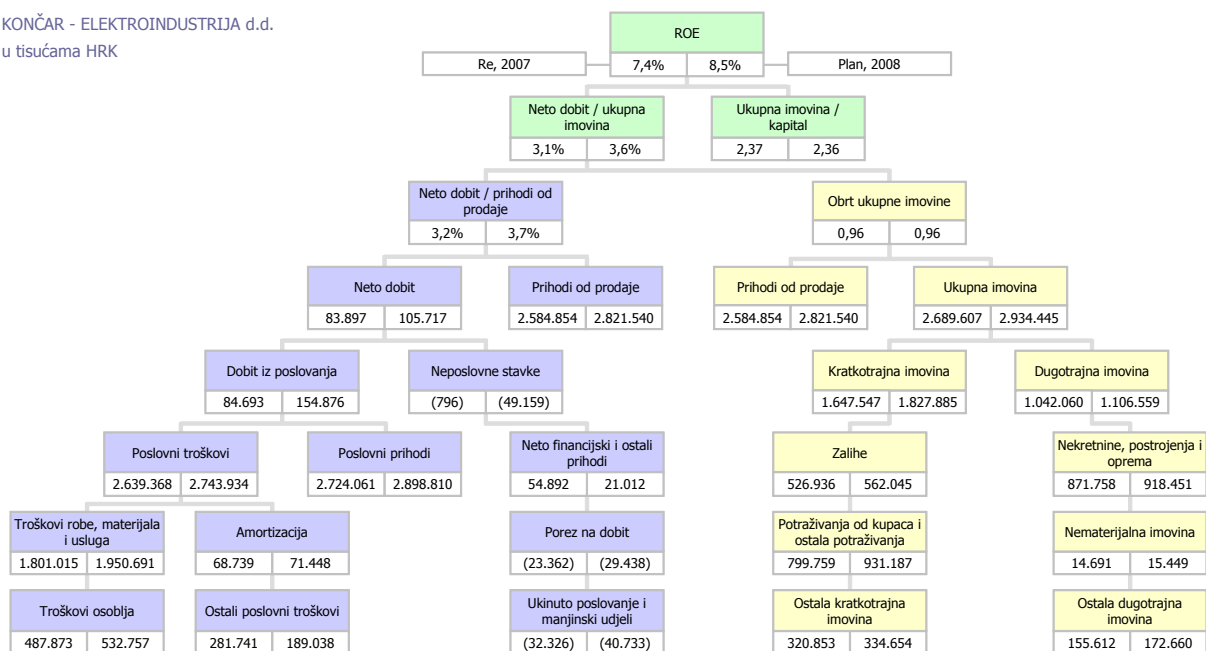 KONČAR - ELEKTROINDUSTRIJA d.d.
u tisućama HRK
ROE
Re, 2007
7,4%
8,5%
Plan, 2008
Neto dobit / ukupna
imovina
Ukupna imovina /
kapital
3,1%
3,6%
2,37
2,36
Neto dobit / prihodi od
prodaje
Obrt ukupne imovine
3,2%
3,7%
0,96
0,96
Neto dobit
Prihodi od prodaje
Prihodi od prodaje
Ukupna imovina
83.897
105.717
2.584.854
2.821.540
2.584.854
2.821.540
2.689.607
2.934.445
Dobit iz poslovanja
Neposlovne stavke
Kratkotrajna imovina
Dugotrajna imovina
84.693
154.876
(796)
(49.159)
1.647.547
1.827.885
1.042.060
1.106.559
Poslovni troškovi
Poslovni prihodi
Neto financijski i ostali
prihodi
Zalihe
Nekretnine, postrojenja i
oprema
2.639.368
2.743.934
2.724.061
2.898.810
54.892
21.012
526.936
562.045
871.758
918.451
Troškovi robe, materijala
i usluga
Amortizacija
Porez na dobit
Potraživanja od kupaca i
ostala potraživanja
Nematerijalna imovina
1.801.015
1.950.691
68.739
71.448
(23.362)
(29.438)
799.759
931.187
14.691
15.449
Troškovi osoblja
Ostali poslovni troškovi
Ukinuto poslovanje i
manjinski udjeli
Ostala kratkotrajna
imovina
Ostala dugotrajna
imovina
487.873
532.757
281.741
189.038
(32.326)
(40.733)
320.853
334.654
155.612
172.660